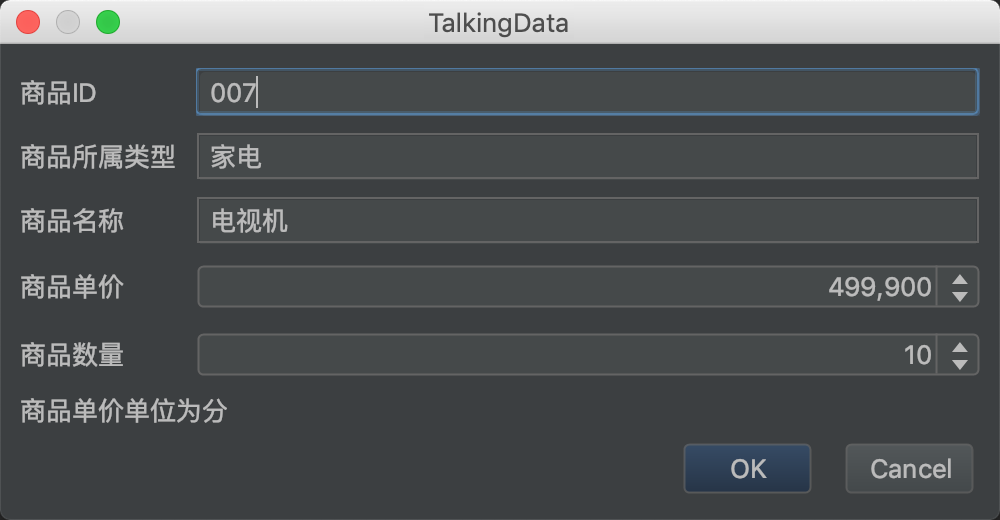 TalkingData
商品ID 007
商品所属类型 家电
商品名称 电视机
商品单价 499,900
商品数量 10
商品单价单位为分
OK Cancel